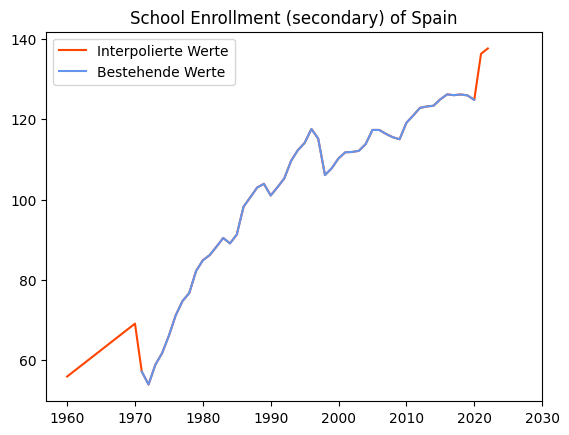 School Enrollment (secondary) of Spain
Interpolierte Werte
Bestehende Werte
140
120
100
80
60
1960 1970 1980 1990 2000 2010 2020 2030